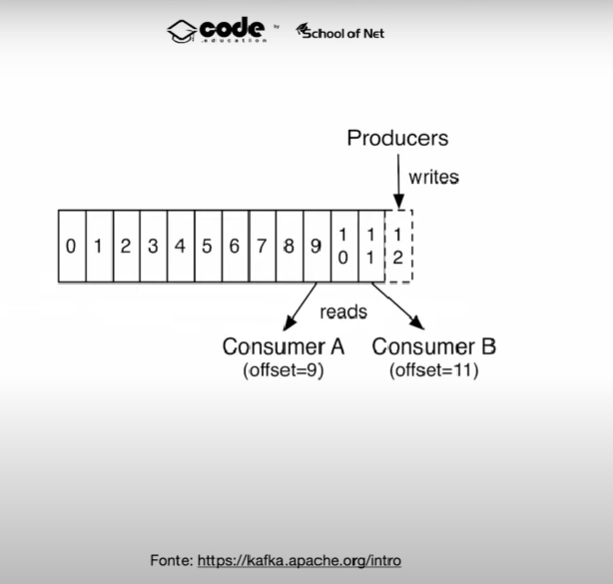 code by School of Net
.education
Producers
writes
0 1 2 3 4 5 6 7 8 9 10 11 12
reads
Consumer A Consumer B
(offset=9) (offset=11)
Fonte: https://kafka.apache.org/intro